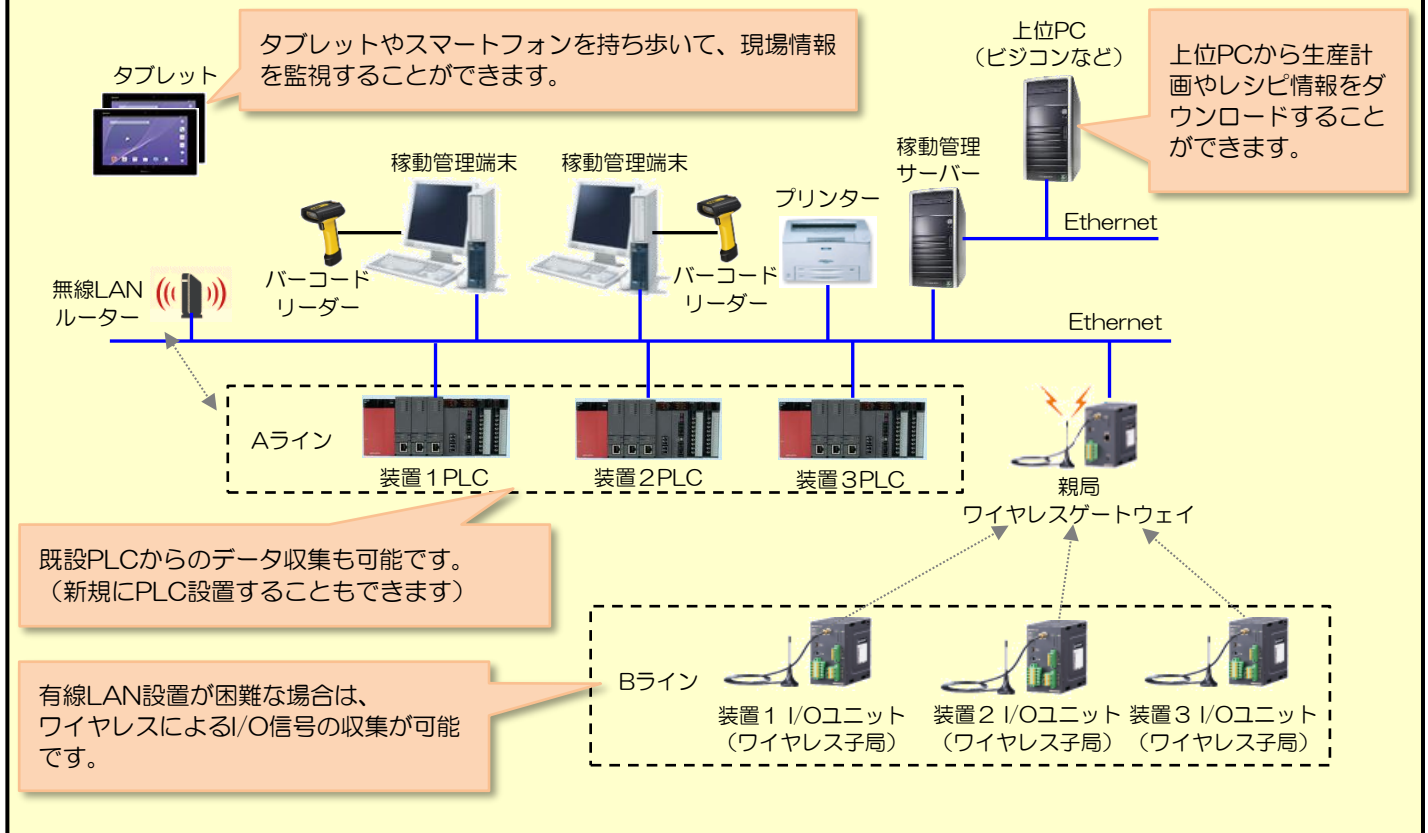 タブレットやスマートフォンを持ち歩いて、現場情報
を監視することができます。
上位PC
（ビジコンなど）
上位PCから生産計
画やレシピ情報をダ
ウンロードすること
ができます。
タブレット
稼動管理端末
稼動管理端末
稼動管理
サーバー
プリンター
Ethernet
バーコード
リーダー
バーコード
リーダー
無線LAN
ルーター
Ethernet
Aライン
装置１PLC
装置２PLC
装置３PLC
親局
ワイヤレスゲートウェイ
既設PLCからのデータ収集も可能です。
（新規にPLC設置することもできます）
有線LAN設置が困難な場合は、
ワイヤレスによるI/O信号の収集が可能
です。
Bライン
装置１ I/Oユニット
（ワイヤレス子局）
装置２ I/Oユニット
（ワイヤレス子局）
装置３ I/Oユニット
（ワイヤレス子局）